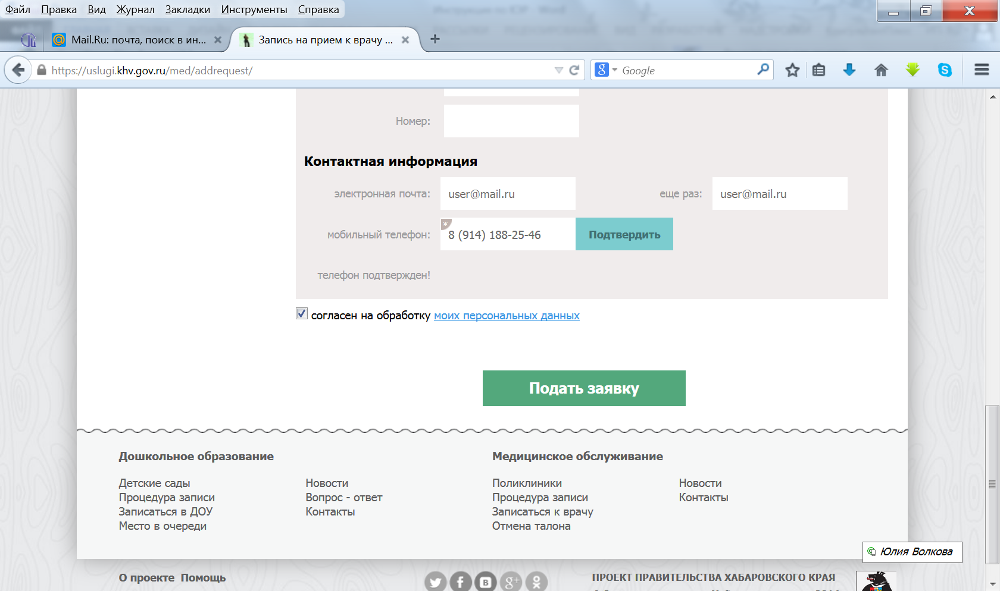 Файл Правка Вид Журнал Закладки Инструменты Справка
Mail.Ru: почта, поиск в ин...
Запись на прием к врачу ...
https://uslugi.khv.gov.ru/med/addrequest/
Google
Номер:
Контактная информация
электронная почта: user@mail.ru еще раз: user@mail.ru
мобильный телефон: * 8 (914) 188-25-46 Подтвердить
телефон подтвержден!
согласен на обработку моих персональных данных
Подать заявку
Дошкольное образование
Детские сады
Процедура записи
Записаться в ДОУ
Место в очереди
Новости
Вопрос - ответ
Контакты
Медицинское обслуживание
Поликлиники
Процедура записи
Записаться к врачу
Отмена талона
Новости
Контакты
Юлия Волкова
О проекте Помощь
ПРОЕКТ ПРАВИТЕЛЬСТВА ХАБАРОВСКОГО КРАЯ